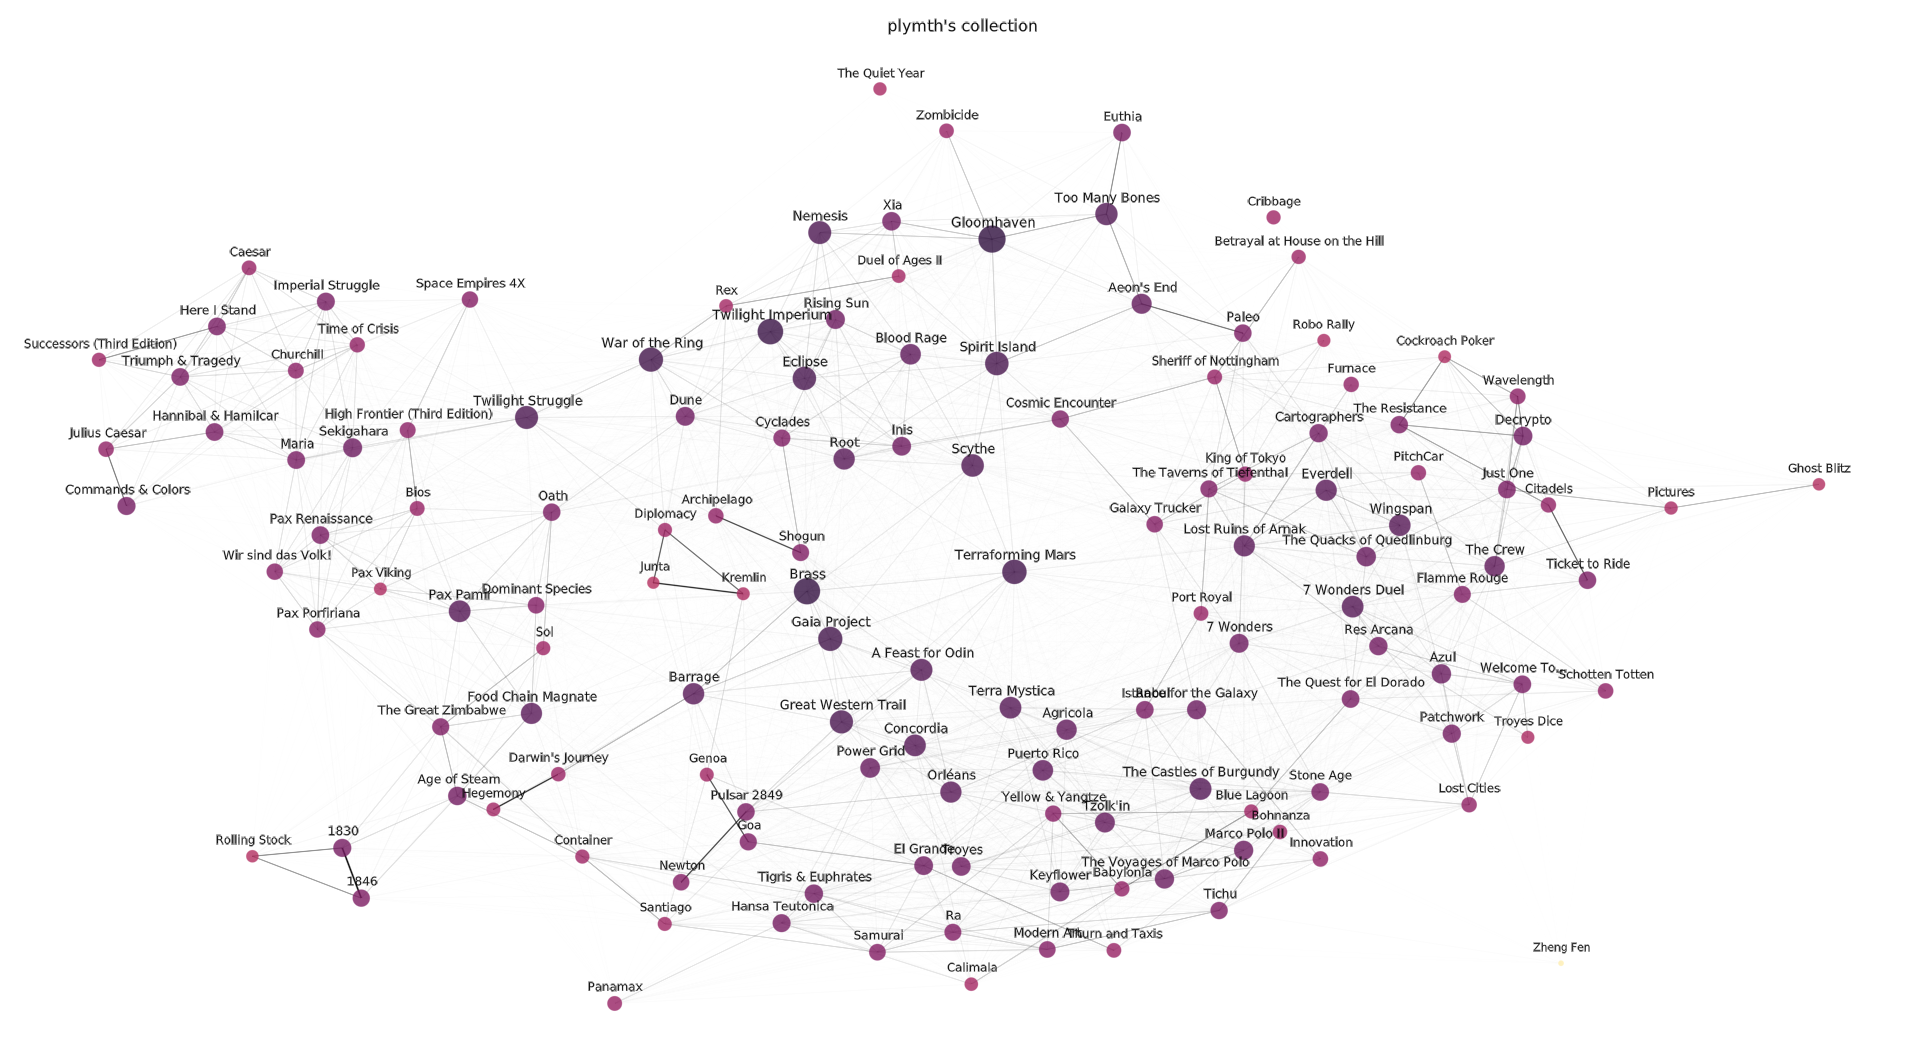 plymth's collection
The Quiet Year
Zombicide
Euthia
Too Many Bones
Cribbage
Xia
Nemesis
Gloomhaven
Betrayal at House on the Hill
Caesar
Duel of Ages II
Imperial Struggle
Space Empires 4X
Rex
Aeon's End
Rising Sun
Here I Stand
Twilight Imperium
Paleo
Time of Crisis
Robo Rally
Successors (Third Edition)
War of the Ring
Blood Rage
Spirit Island
Cockroach Poker
Triumph & Tragedy
Churchill
Eclipse
Sheriff of Nottingham
Furnace
Wavelength
Twilight Struggle
Dune
Cosmic Encounter
The Resistance
Hannibal & Hamilcar
High Frontier (Third Edition)
Cyclades
Cartographers
Decrypto
Julius Caesar
Sekigahara
Inis
Maria
Root
Scythe
King of Tokyo
PitchCar
The Taverns of Tiefenthal
Everdell
Just One
Ghost Blitz
Commands & Colors
Bios
Oath
Archipelago
Citadels
Pictures
Diplomacy
Galaxy Trucker
Wingspan
Pax Renaissance
Shogun
Lost Ruins of Arnak
The Quacks of Quedlinburg
Wir sind das Volk!
Terraforming Mars
The Crew
Ticket to Ride
Pax Viking
Junta
Kremlin
Brass
Flamme Rouge
Pax Pamir
Dominant Species
7 Wonders Duel
Port Royal
Pax Porfiriana
Gaia Project
7 Wonders
Res Arcana
Sol
A Feast for Odin
Azul
Welcome To...
Schotten Totten
Barrage
Food Chain Magnate
Terra Mystica
Istanbul
Race for the Galaxy
The Quest for El Dorado
The Great Zimbabwe
Great Western Trail
Agricola
Patchwork
Troyes Dice
Concordia
Darwin's Journey
Genoa
Power Grid
Puerto Rico
Age of Steam
Hegemony
Orléans
The Castles of Burgundy
Stone Age
Lost Cities
Pulsar 2849
Yellow & Yangtze
Tzolk'in
Blue Lagoon
Goa
Bohnanza
Rolling Stock
1830
Container
Marco Polo II
Innovation
El Grande
Troyes
Newton
The Voyages of Marco Polo
1846
Tigris & Euphrates
Keyflower
Babylonia
Santiago
Hansa Teutonica
Ra
Tichu
Samurai
Modern Art
Thurn and Taxis
Zheng Fen
Calimala
Panamax